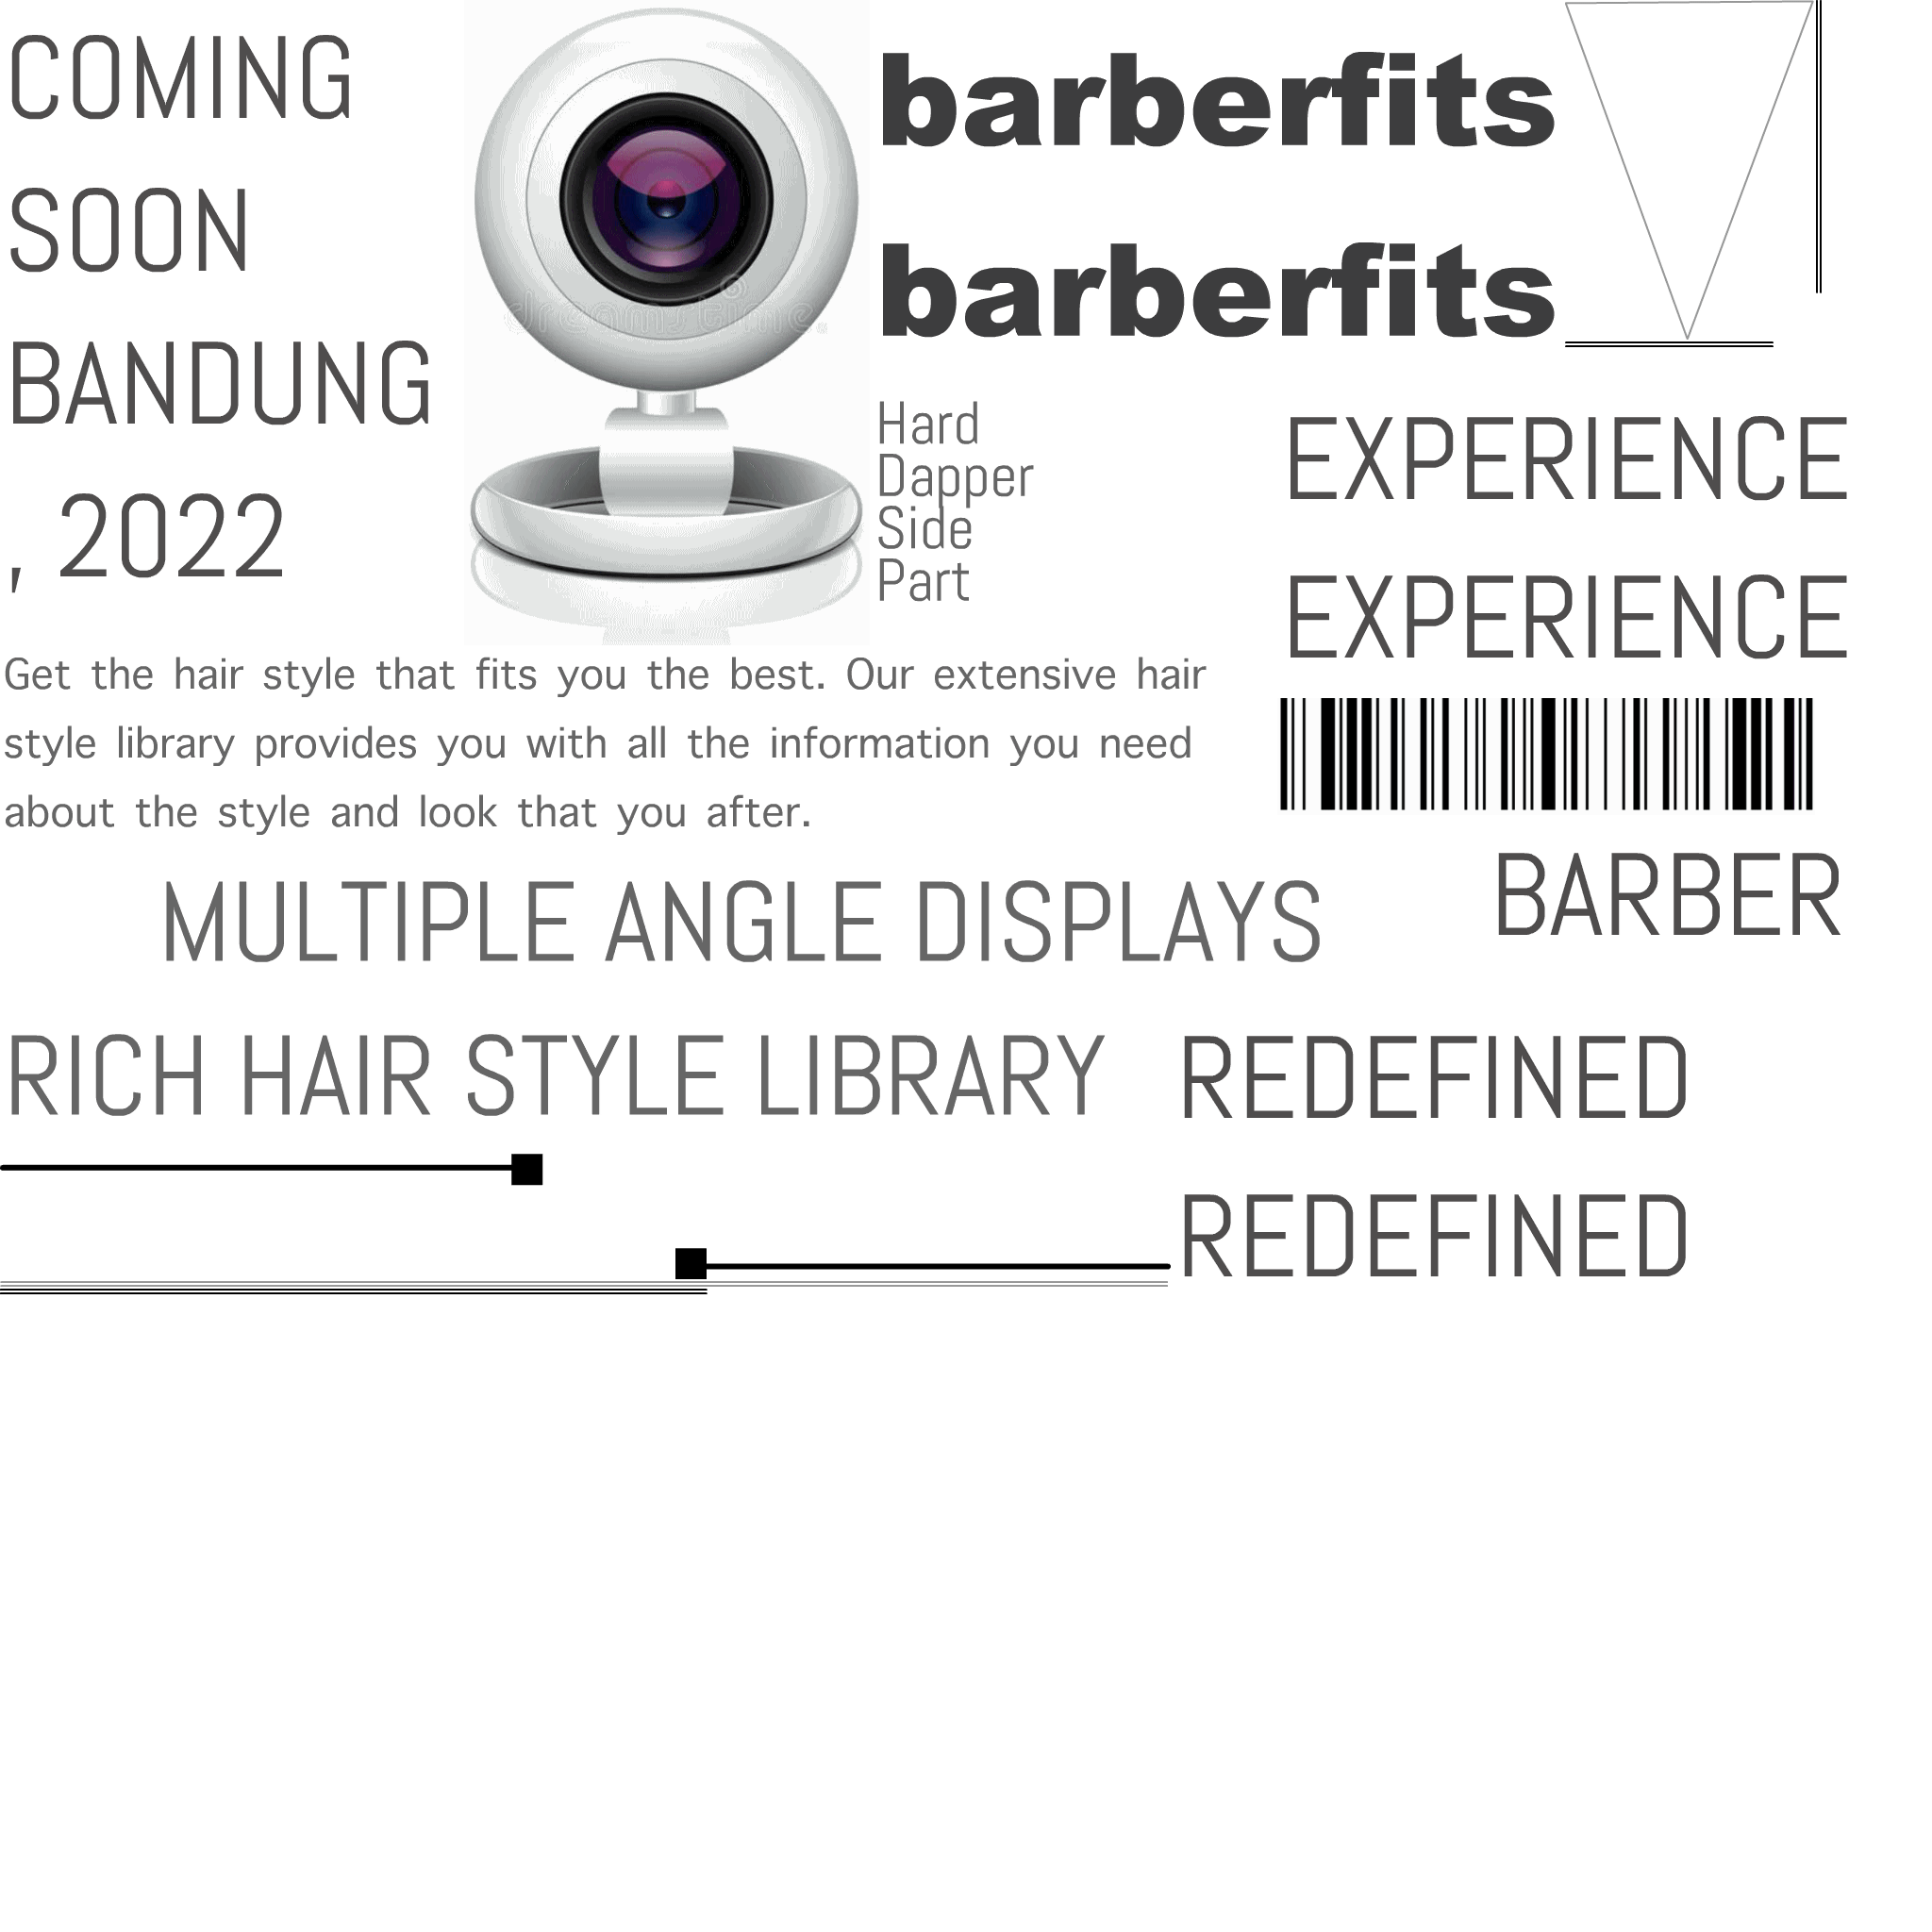 COMING
SOON
BANDUNG
, 2022
dreamstime
barberfits
barberfits
Hard
Dapper
Side
Part
EXPERIENCE
EXPERIENCE
Get the hair style that fits you the best. Our extensive hair
style library provides you with all the information you need
about the style and look that you after.
BARBER
MULTIPLE ANGLE DISPLAYS
RICH HAIR STYLE LIBRARY
REDEFINED
REDEFINED